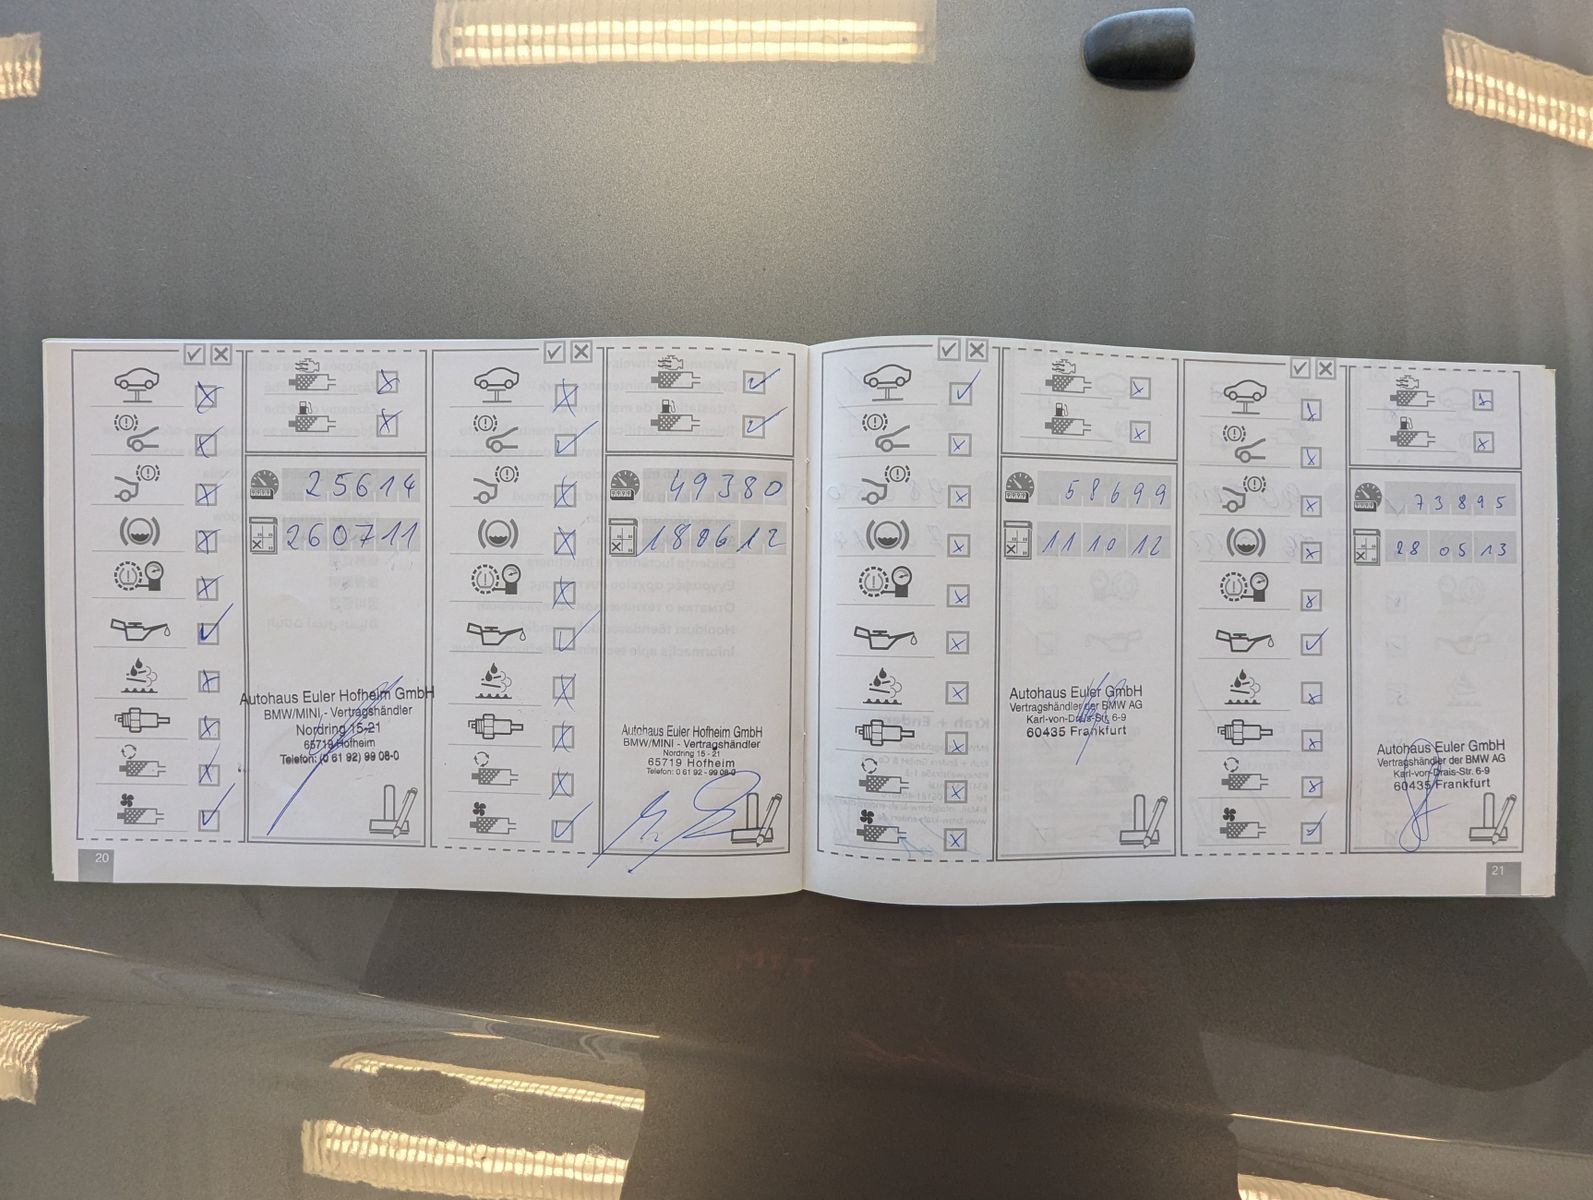 25614
260711
Autohaus Euler Hofheim GmbH
BMW/MINI - Vertragshändler
Nordring 15-21
65719 Hofheim
Telefon: (0 61 92) 99 08-0
20
49380
180612
Autohaus Euler Hofheim GmbH
BMW/MINI - Vertragshändler
Nordring 15 - 21
65719 Hofheim
Telefon: 0 61 92 - 99 08-0
58699
111012
Autohaus Euler GmbH
Vertragshändler der BMW AG
Karl-von-Drais-Str. 6-9
60435 Frankfurt
73895
280513
Autohaus Euler GmbH
Vertragshändler der BMW AG
Karl-von-Drais-Str. 6-9
60435 Frankfurt
21